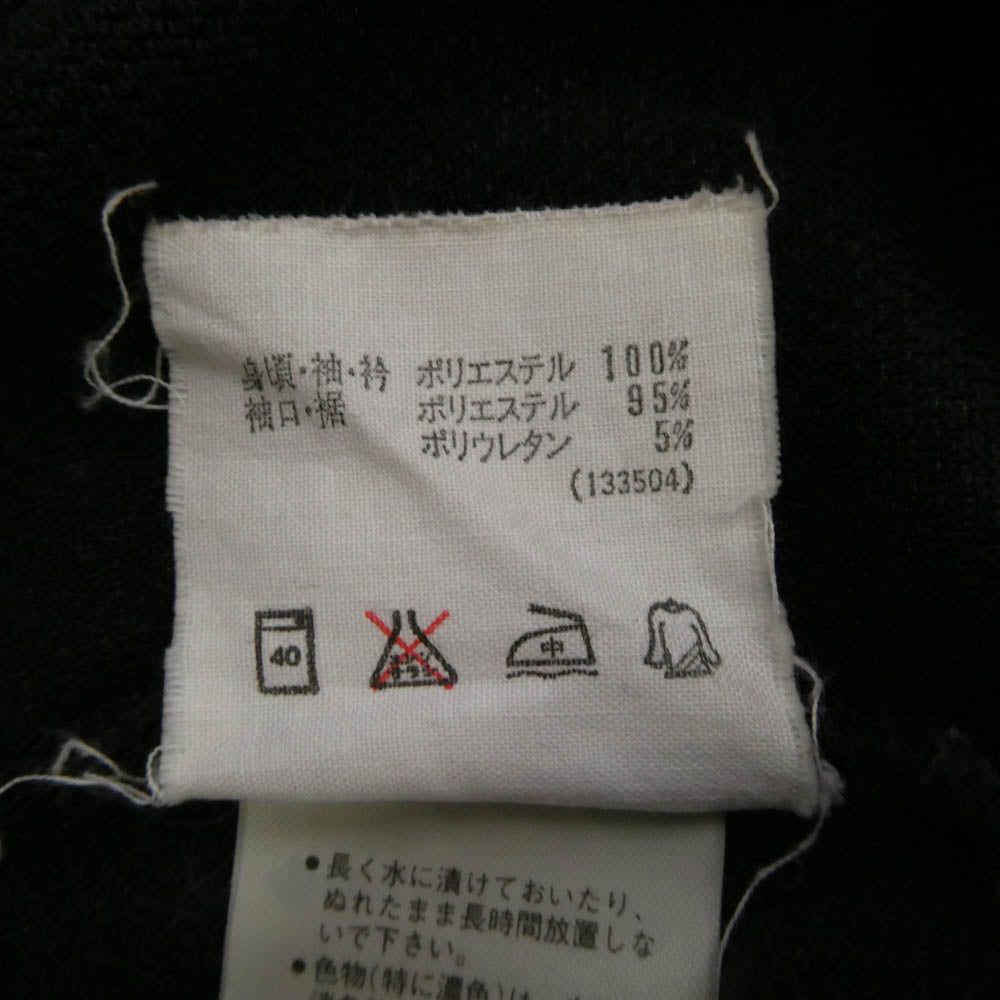 身頃・袖・衿 ポリエステル 100%
袖口・裾 ポリエステル 95%
ポリウレタン 5%
(133504)
40
中
●長く水に漬けておいたり、
ぬれたまま長時間放置しな
いで下さい。
●色物(特に濃色)は